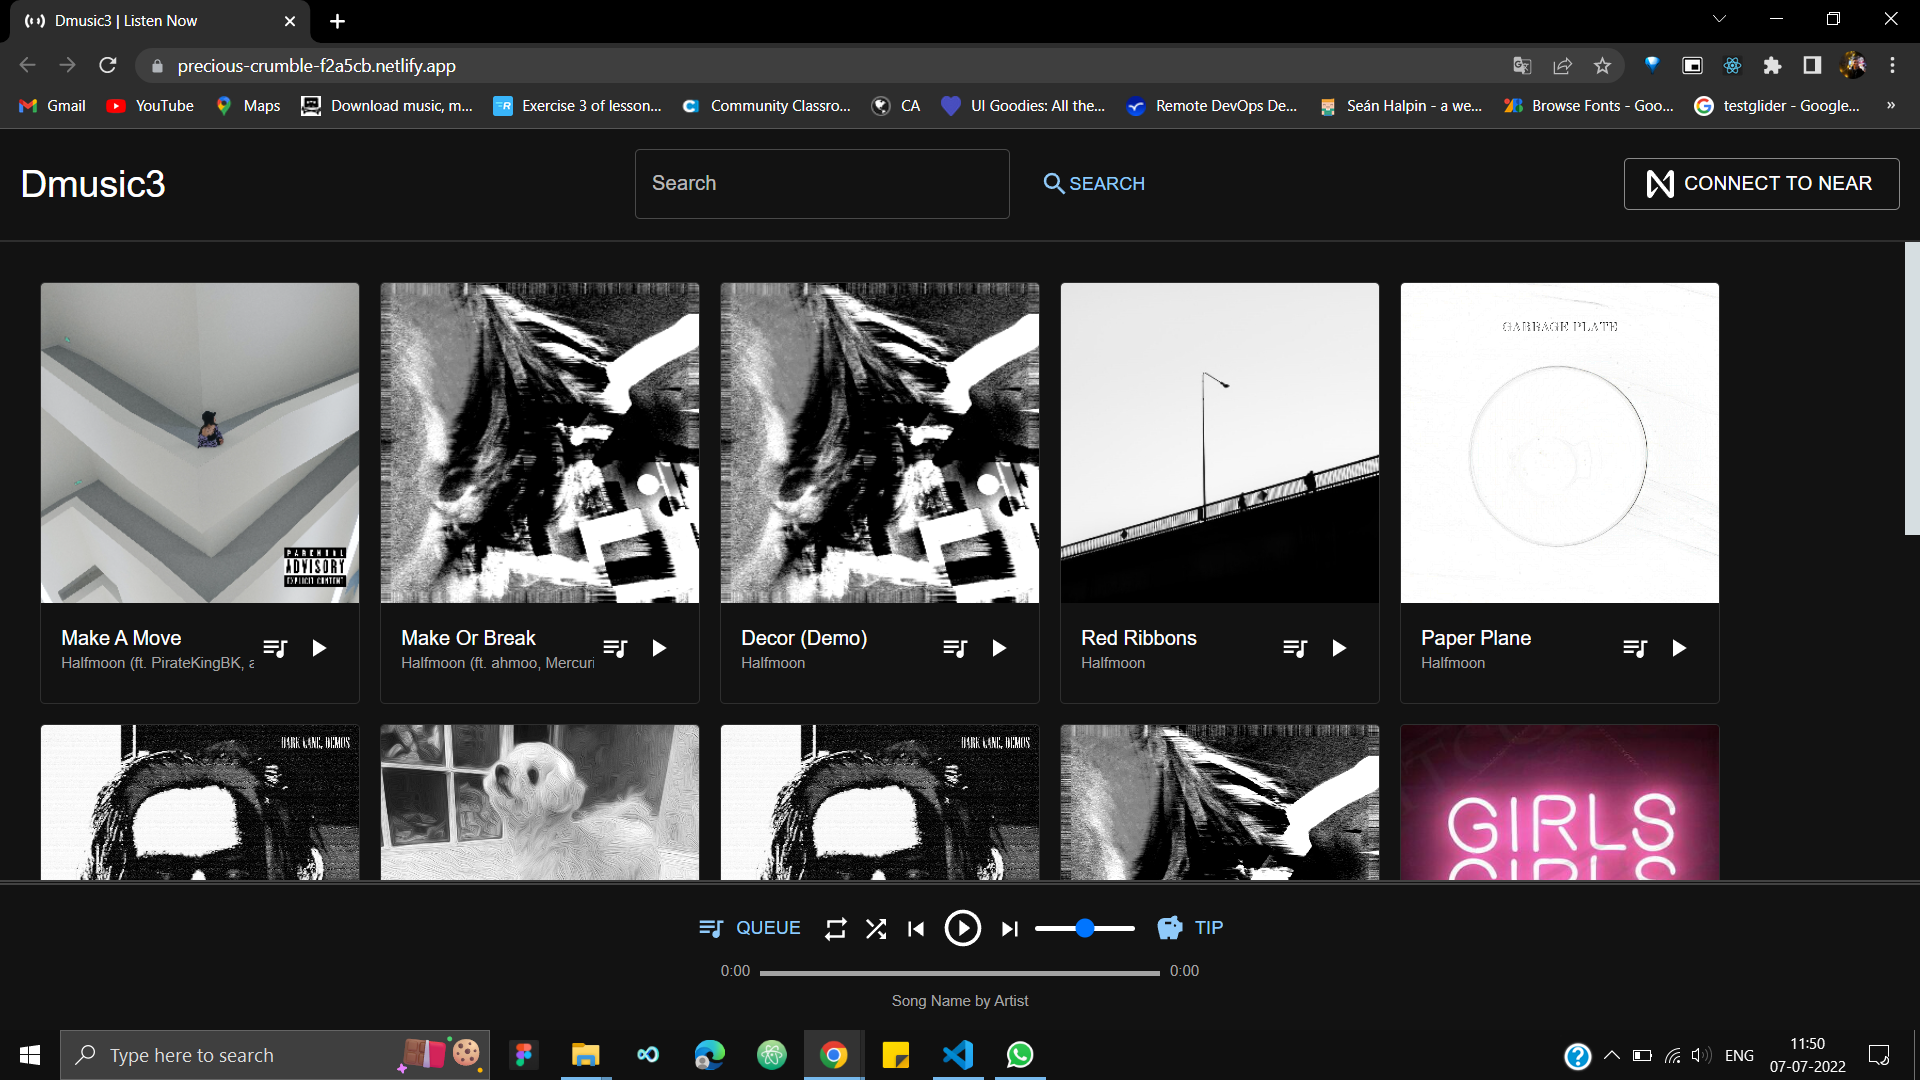 Dmusic3 | Listen Now
precious-crumble-f2a5cb.netlify.app
Gmail
YouTube
Maps
Download music, m...
Exercise 3 of lesson...
Community Classro...
CA
UI Goodies: All the...
Remote DevOps De...
Seán Halpin - a we...
Browse Fonts - Goo...
testglider - Google...
»
Dmusic3
Search
SEARCH
CONNECT TO NEAR
GARBAGE PLATE
ADVISORY
EXPLICIT CONTENT
Make A Move
Halfmoon (ft. PirateKingBK, a
Make Or Break
Halfmoon (ft. ahmoo, Mercuri
Decor (Demo)
Halfmoon
Red Ribbons
Halfmoon
Paper Plane
Halfmoon
DARK LANE, DEMOS
DARK LANE, DEMOS
GIRLS
GIRLS
QUEUE
TIP
0:00
0:00
Song Name by Artist
Type here to search
ENG
11:50
07-07-2022